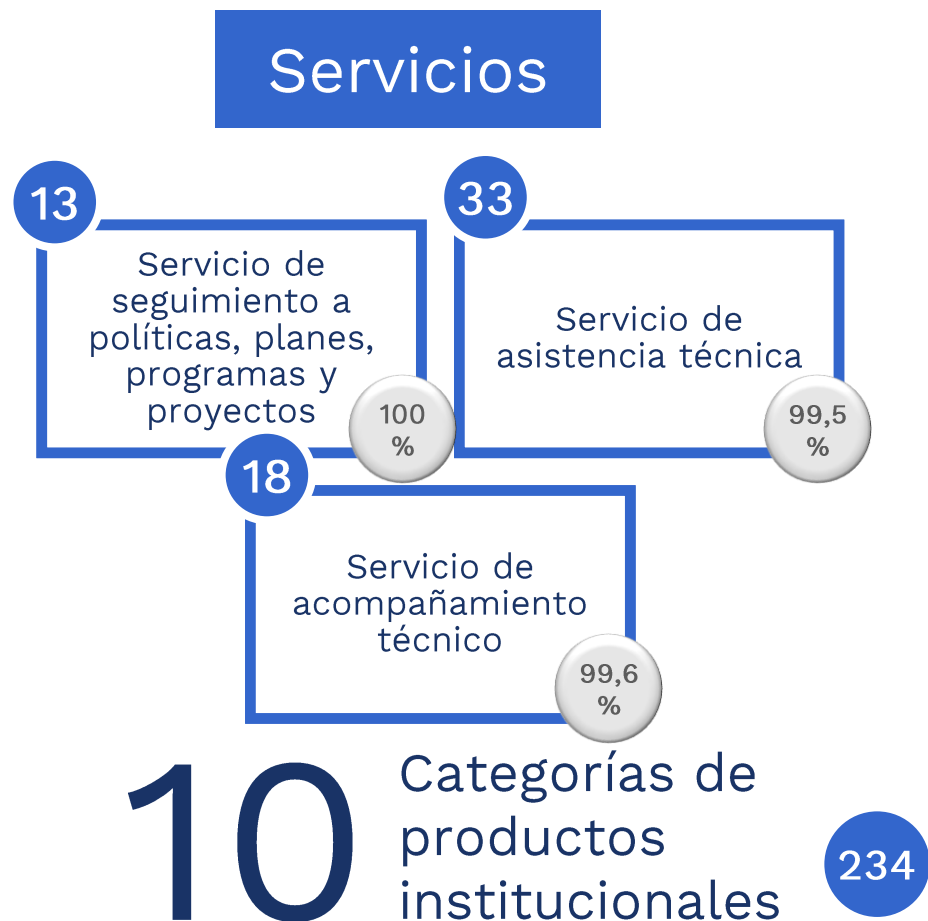 Servicios
13
Servicio de
seguimiento a
políticas, planes,
programas y
proyectos
100
%
33
Servicio de
asistencia técnica
99,5
%
18
Servicio de
acompañamiento
técnico
99,6
%
10
Categorías de
productos
institucionales
234